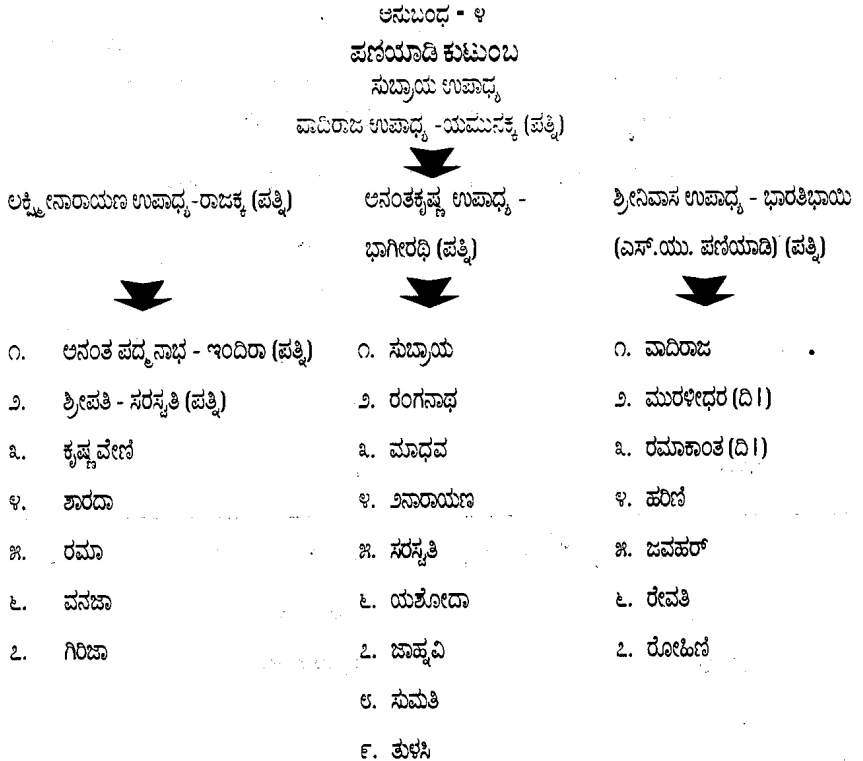 ಅನುಬಂಧ - ೪
ಪಣಿಯಾಡಿ ಕುಟುಂಬ
ಸುಬ್ರಾಯ ಉಪಾಧ್ಯ
ವಾದಿರಾಜ ಉಪಾಧ್ಯ -ಯಮುನಕ್ಕ (ಪತ್ನಿ)
ಲಕ್ಷ್ಮೀನಾರಾಯಣ ಉಪಾಧ್ಯ-ರಾಜಕ್ಕ (ಪತ್ನಿ)
ಅನಂತಕೃಷ್ಣ ಉಪಾಧ್ಯ -
ಭಾಗೀರಥಿ (ಪತ್ನಿ)
ಶ್ರೀನಿವಾಸ ಉಪಾಧ್ಯ - ಭಾರತಿಭಾಯಿ
(ಎಸ್.ಯು. ಪಣಿಯಾಡಿ) (ಪತ್ನಿ)
೧. ಅನಂತ ಪದ್ಮನಾಭ - ಇಂದಿರಾ (ಪತ್ನಿ)
೨. ಶ್ರೀಪತಿ - ಸರಸ್ವತಿ (ಪತ್ನಿ)
೩. ಕೃಷ್ಣವೇಣಿ
೪. ಶಾರದಾ
೫. ರಮಾ
೬. ವನಜಾ
೭. ಗಿರಿಜಾ
೧. ಸುಬ್ರಾಯ
೨. ರಂಗನಾಥ
೩. ಮಾಧವ
೪. ೨ನಾರಾಯಣ
೫. ಸರಸ್ವತಿ
೬. ಯಶೋದಾ
೭. ಜಾಹ್ನವಿ
೮. ಸುಮತಿ
೯. ತುಳಸಿ
೧. ವಾದಿರಾಜ
೨. ಮುರಳೀಧರ (ದಿ।)
೩. ರಮಾಕಾಂತ (ದಿ।)
೪. ಹರಿಣಿ
೫. ಜವಹರ್
೬. ರೇವತಿ
೭. ರೋಹಿಣಿ